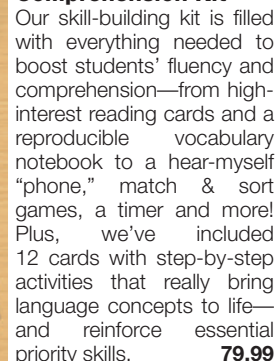 Our skill-building kit is filled
with everything needed to
boost students’ fluency and
comprehension—from high-
interest reading cards and a
reproducible vocabulary
notebook to a hear-myself
“phone,” match & sort
games, a timer and more!
Plus, we’ve included
12 cards with step-by-step
activities that really bring
language concepts to life—
and reinforce essential
priority skills. 79.99